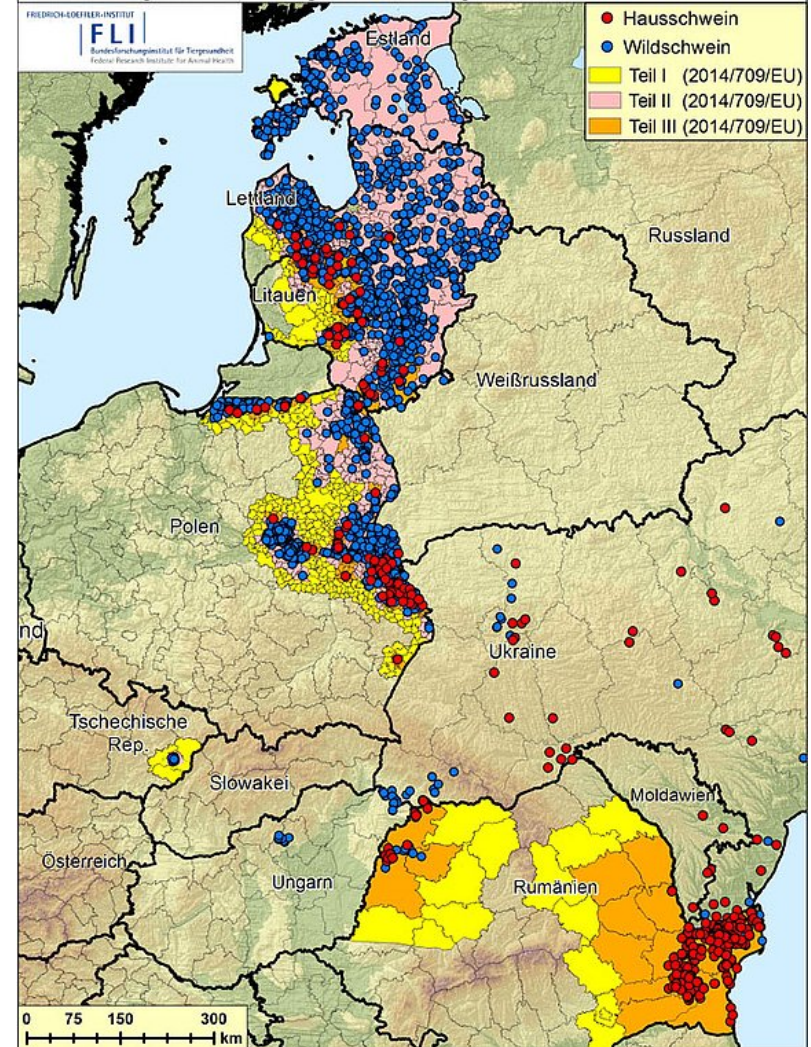 FRIEDRICH-LOEFFLER-INSTITUT
FLI
Bundesforschungsinstitut für Tiergesundheit
Federal Research Institute for Animal Health
Hausschwein
Wildschwein
Teil I (2014/709/EU)
Teil II (2014/709/EU)
Teil III (2014/709/EU)
Estland
Lettland
Russland
Litauen
Weißrussland
Polen
nd
Ukraine
Tschechische
Rep.
Slowakei
Moldawien
Österreich
Ungarn
Rumänien
0 75 150 300
km